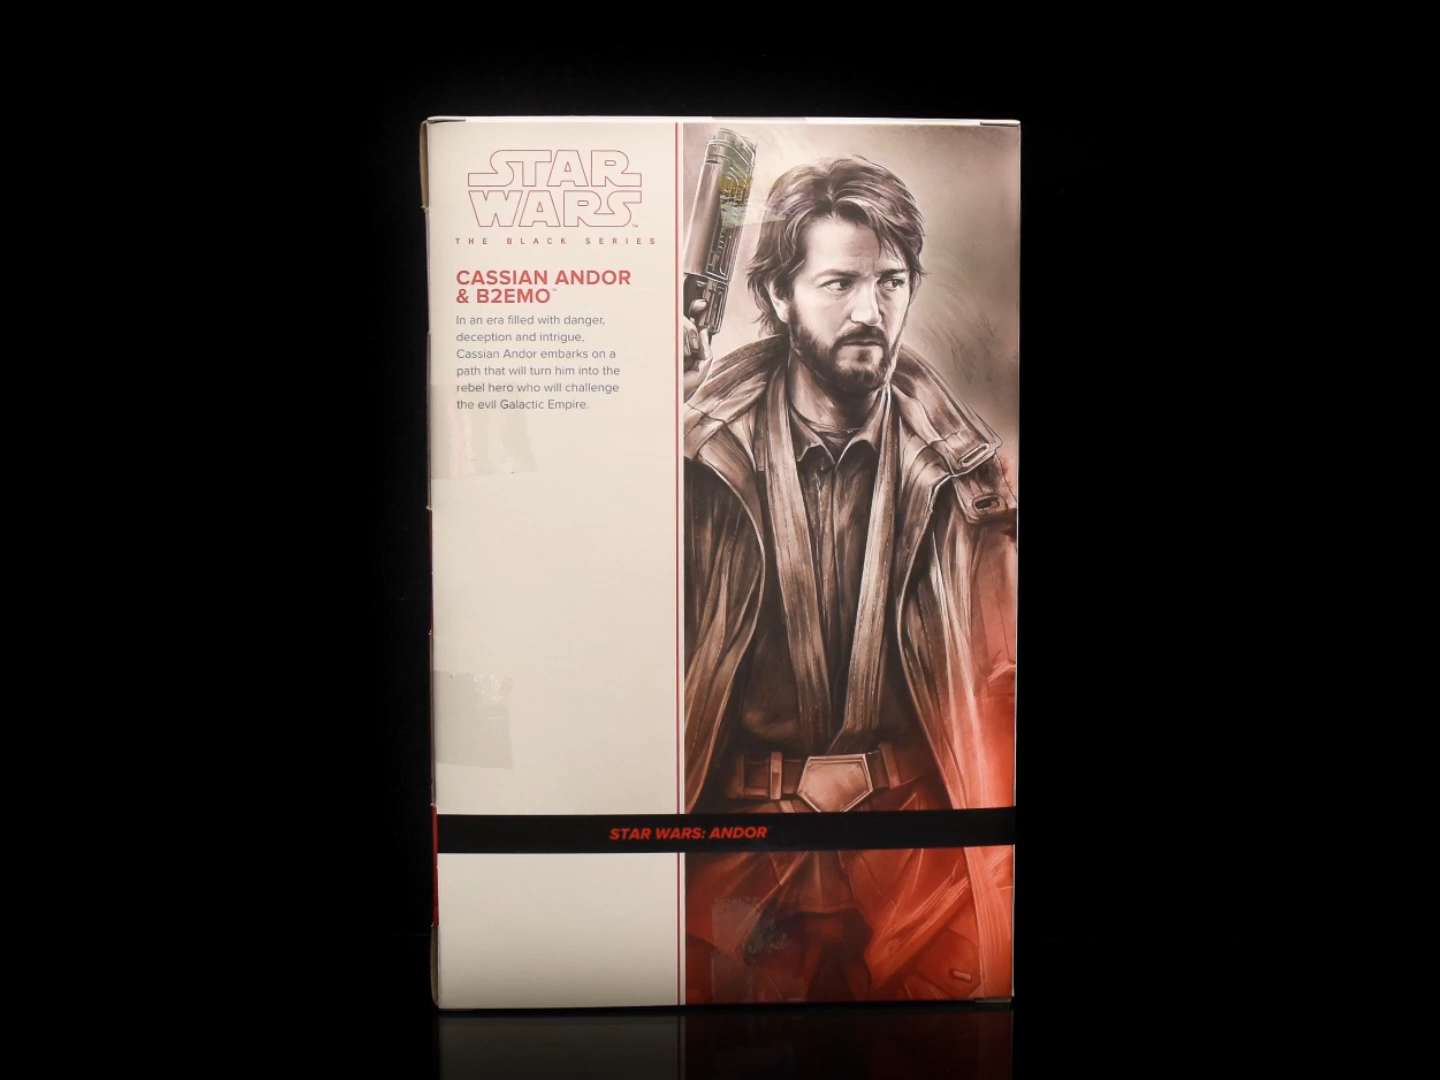 STAR
WARS™
THE BLACK SERIES
CASSIAN ANDOR
& B2EMO™
In an era filled with danger,
deception and intrigue,
Cassian Andor embarks on a
path that will turn him into the
rebel hero who will challenge
the evil Galactic Empire.
STAR WARS: ANDOR